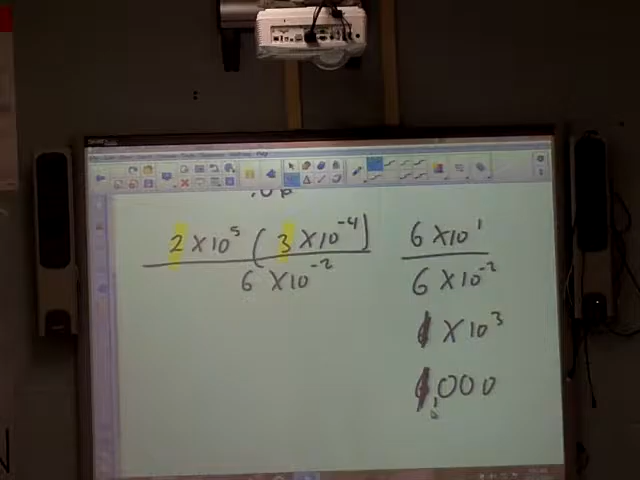 2 X 10⁵ ( 3 X 10⁻⁴ )
6 X 10⁻²
6 X 10¹
6 X 10⁻²
1 X 10³
1,000